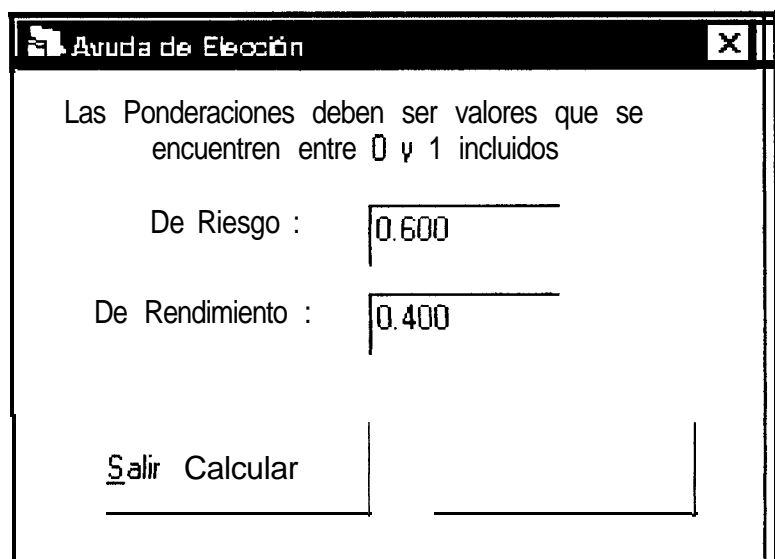 Ayuda de Elección
Las Ponderaciones deben ser valores que se
encuentren entre 0 y 1 incluidos
De Riesgo : 0.600
De Rendimiento : 0.400
Salir Calcular